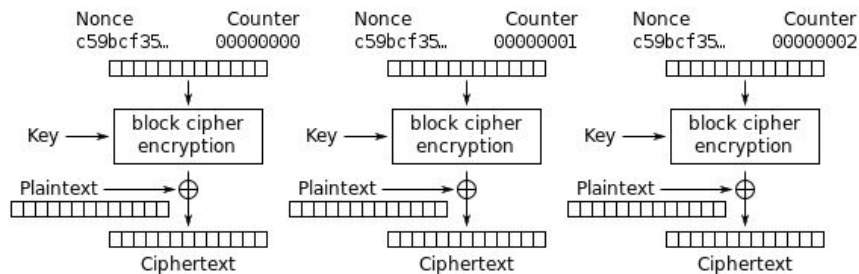 Nonce Counter Nonce Counter Nonce Counter
c59bcf35… 00000000 c59bcf35… 00000001 c59bcf35… 00000002
Key block cipher encryption Key block cipher encryption Key block cipher encryption
Plaintext Plaintext Plaintext
Ciphertext Ciphertext Ciphertext